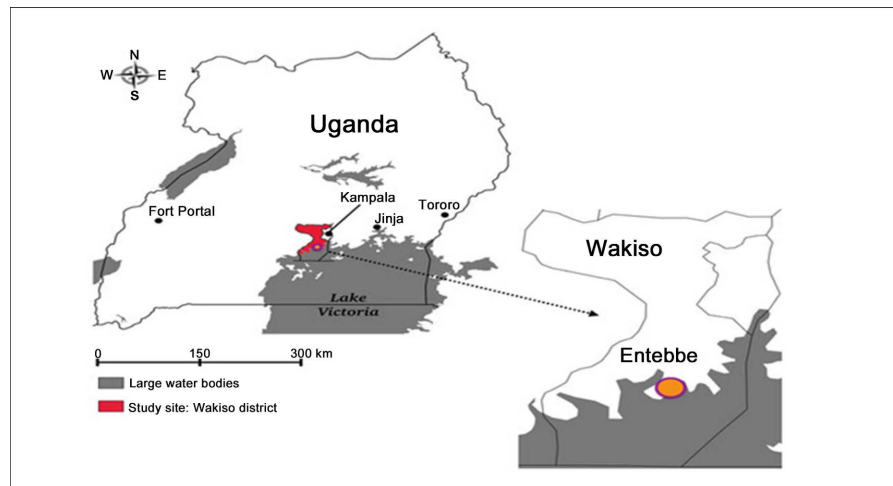 N
W E
S
Uganda
Kampala
Fort Portal
Jinja
Tororo
Lake
Victoria
0 150 300 km
Large water bodies
Study site: Wakiso district
Wakiso
Entebbe